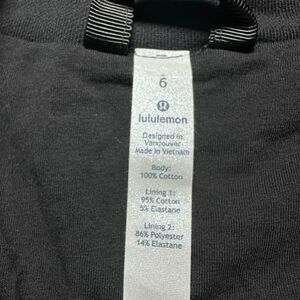 6
lululemon
Designed in
Vancouver
Made in Vietnam
Body:
100% Cotton
Lining 1:
95% Cotton
5% Elastane
Lining 2:
86% Polyester
14% Elastane